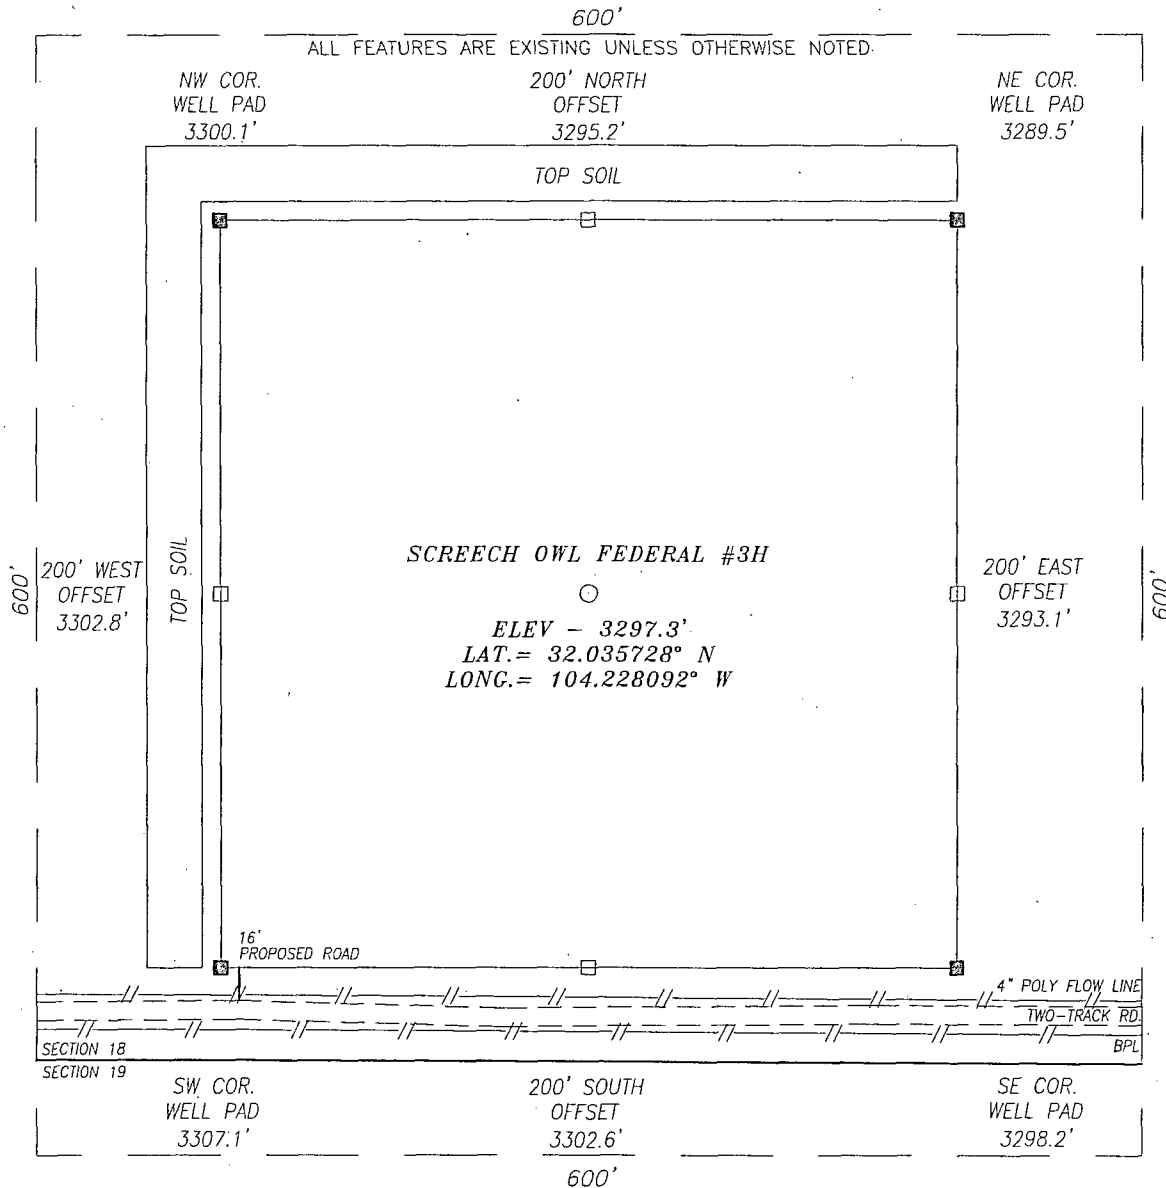 600'
ALL FEATURES ARE EXISTING UNLESS OTHERWISE NOTED
NW COR.
WELL PAD
3300.1'
200' NORTH
OFFSET
3295.2'
NE COR.
WELL PAD
3289.5'
TOP SOIL
600'
200' WEST
OFFSET
3302.8'
TOP SOIL
SCREECH OWL FEDERAL #3H
ELEV - 3297.3'
LAT.= 32.035728° N
LONG.= 104.228092° W
200' EAST
OFFSET
3293.1'
600'
16'
PROPOSED ROAD
4" POLY FLOW LINE
TWO-TRACK RD.
BPL
SECTION 18
SECTION 19
SW COR.
WELL PAD
3307.1'
200' SOUTH
OFFSET
3302.6'
SE COR.
WELL PAD
3298.2'
600'